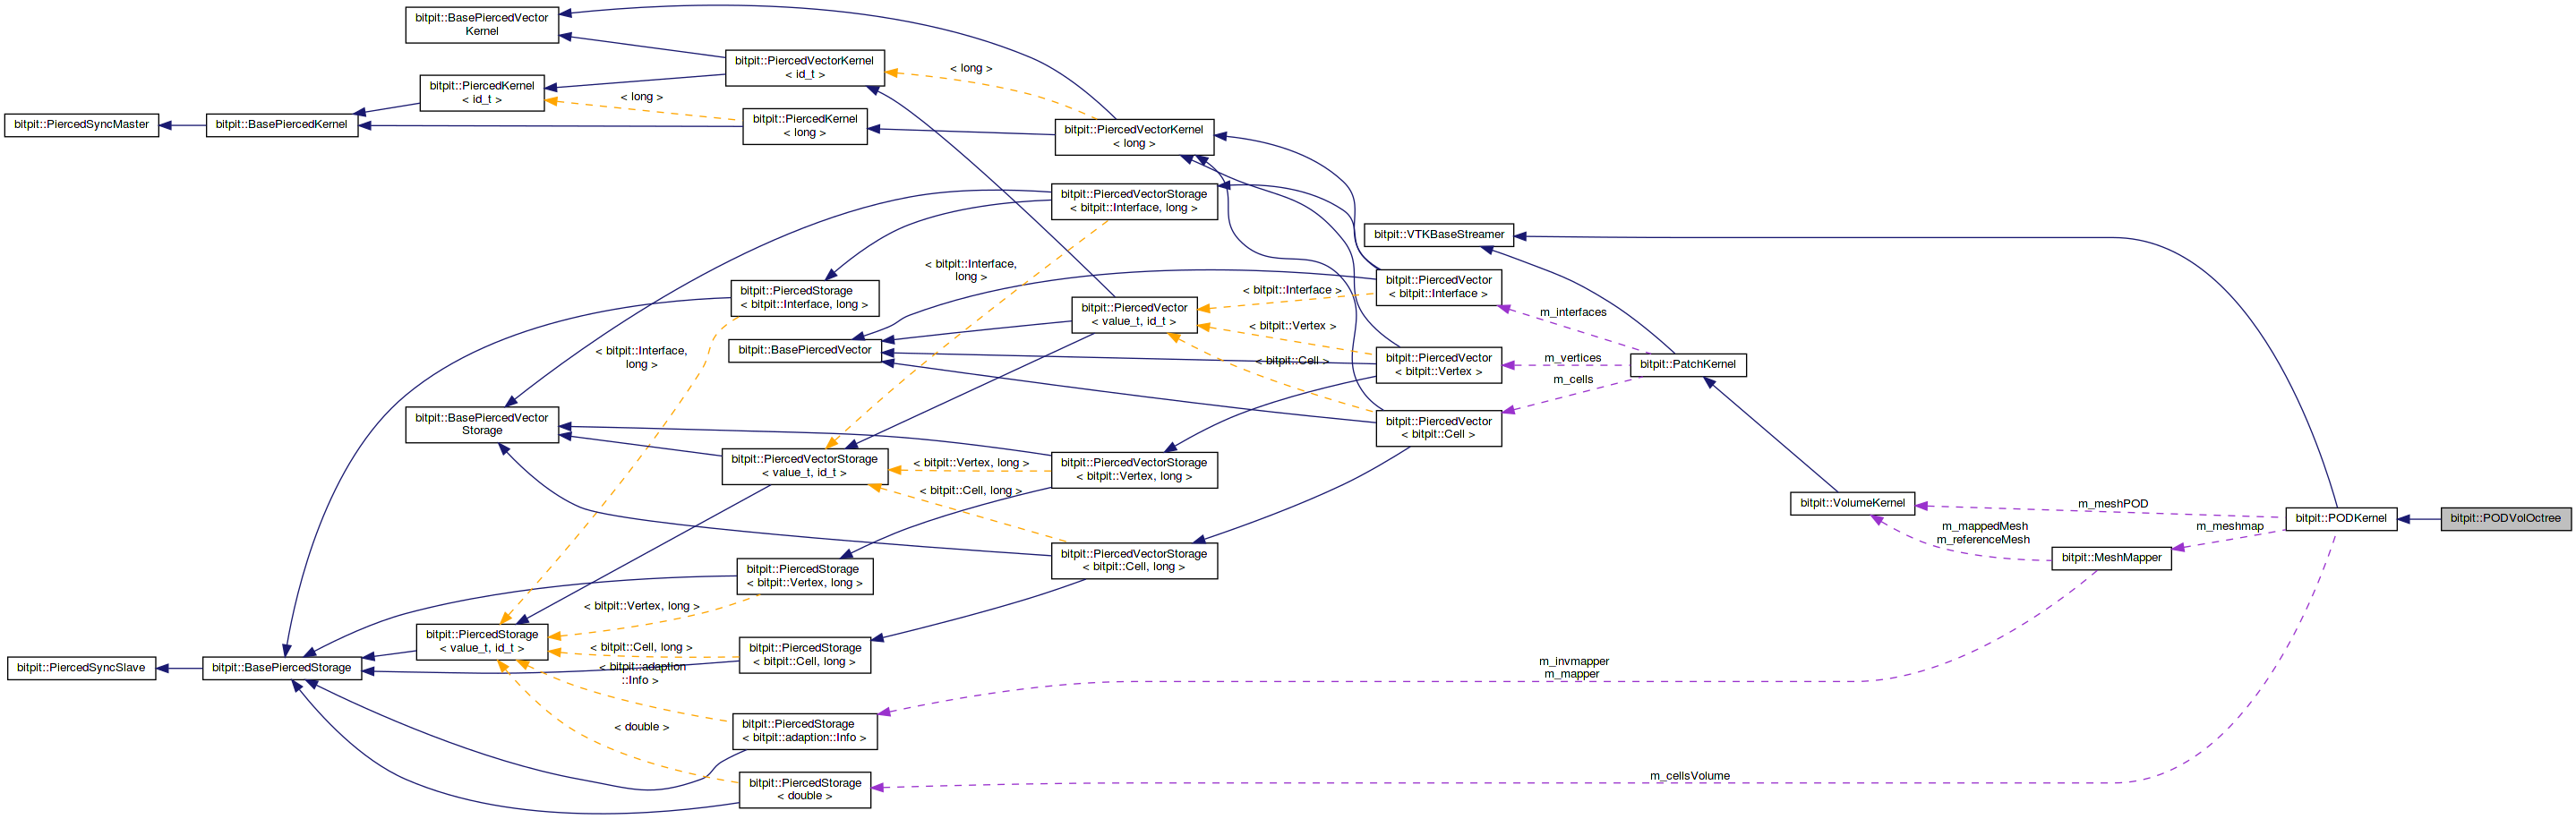 bitpit::BasePiercedVector
Kernel
bitpit::PiercedVectorKernel
< id_t >
bitpit::PiercedKernel
< id_t >
< long >
< long >
bitpit::PiercedSyncMaster
bitpit::BasePiercedKernel
bitpit::PiercedKernel
< long >
bitpit::PiercedVectorKernel
< long >
bitpit::PiercedVectorStorage
< bitpit::Interface, long >
bitpit::VTKBaseStreamer
< bitpit::Interface,
long >
bitpit::PiercedStorage
< bitpit::Interface, long >
bitpit::PiercedVector
< value_t, id_t >
< bitpit::Interface >
bitpit::PiercedVector
< bitpit::Interface >
m_interfaces
< bitpit::Vertex >
< bitpit::Interface,
long >
bitpit::BasePiercedVector
< bitpit::Cell >
bitpit::PiercedVector
< bitpit::Vertex >
m_vertices
m_cells
bitpit::PatchKernel
bitpit::BasePiercedVector
Storage
bitpit::PiercedVector
< bitpit::Cell >
bitpit::PiercedVectorStorage
< value_t, id_t >
< bitpit::Vertex, long >
< bitpit::Cell, long >
bitpit::PiercedVectorStorage
< bitpit::Vertex, long >
bitpit::VolumeKernel
m_meshPOD
m_mappedMesh
m_referenceMesh
m_meshmap
bitpit::PODKernel
bitpit::PODVolOctree
bitpit::MeshMapper
bitpit::PiercedVectorStorage
< bitpit::Cell, long >
bitpit::PiercedStorage
< bitpit::Vertex, long >
< bitpit::Vertex, long >
bitpit::PiercedStorage
< value_t, id_t >
< bitpit::Cell, long >
bitpit::PiercedStorage
< bitpit::Cell, long >
bitpit::PiercedSyncSlave
bitpit::BasePiercedStorage
< bitpit::adaption
::Info >
m_invmapper
m_mapper
< double >
bitpit::PiercedStorage
< bitpit::adaption::Info >
bitpit::PiercedStorage
< double >
m_cellsVolume